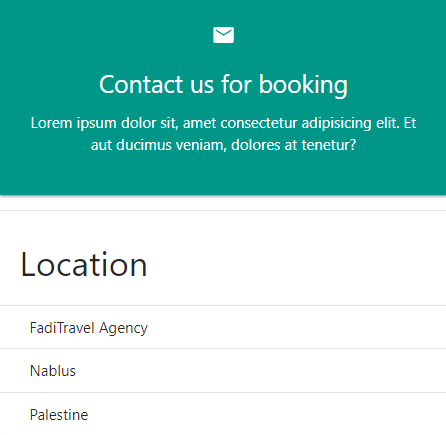 Contact us for booking
Lorem ipsum dolor sit, amet consectetur adipisicing elit. Et
aut ducimus veniam, dolores at tenetur?
Location
FadiTravel Agency
Nablus
Palestine